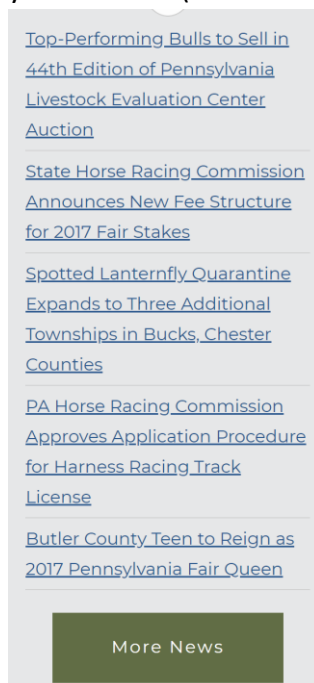 Top-Performing Bulls to Sell in
44th Edition of Pennsylvania
Livestock Evaluation Center
Auction
State Horse Racing Commission
Announces New Fee Structure
for 2017 Fair Stakes
Spotted Lanternfly Quarantine
Expands to Three Additional
Townships in Bucks, Chester
Counties
PA Horse Racing Commission
Approves Application Procedure
for Harness Racing Track
License
Butler County Teen to Reign as
2017 Pennsylvania Fair Queen
More News